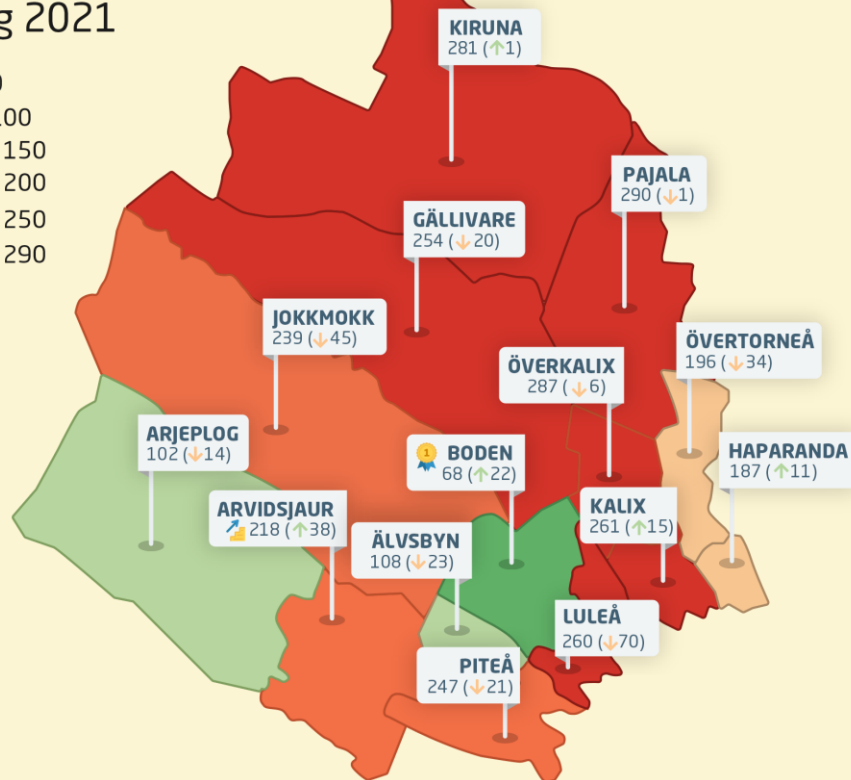 g 2021
0
100
150
200
250
290
KIRUNA
281 (↑1)
PAJALA
290 (↓1)
GÄLLIVARE
254 (↓20)
JOKKMOKK
239 (↓45)
ÖVERTORNEÅ
196 (↓34)
ÖVERKALIX
287 (↓6)
ARJEPLOG
102 (↓14)
1 BODEN
68 (↑22)
HAPARANDA
187 (↑11)
ARVIDSJAUR
218 (↑38)
KALIX
261 (↑15)
ÄLVSBYN
108 (↓23)
LULEÅ
260 (↓70)
PITEÅ
247 (↓21)